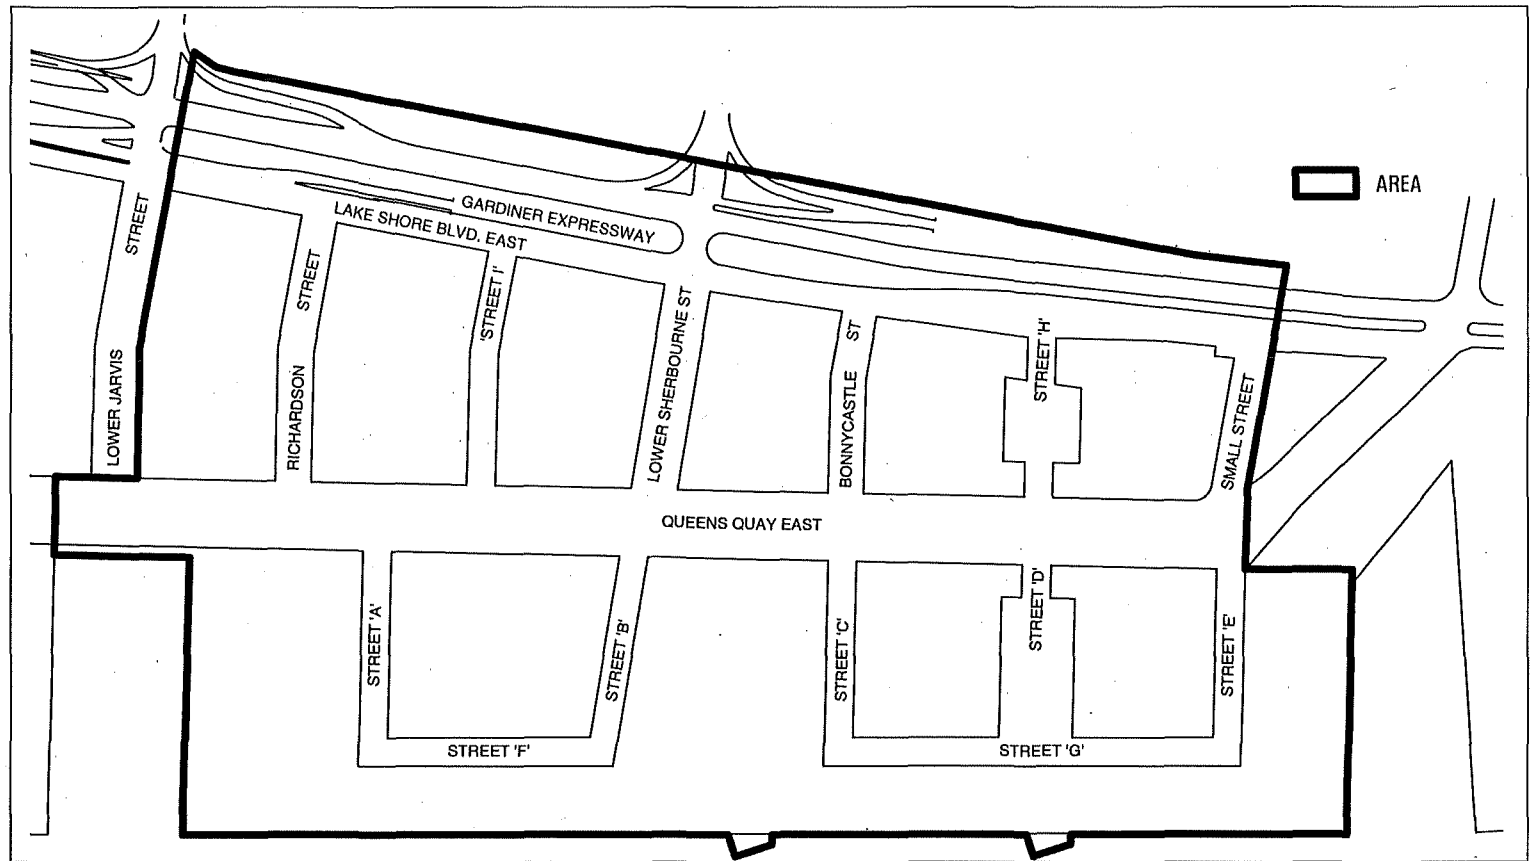 AREA
GARDINER EXPRESSWAY
LAKE SHORE BLVD. EAST
LOWER JARVIS STREET
RICHARDSON STREET
'STREET I'
LOWER SHERBOURNE ST
BONNYCASTLE ST
STREET 'H'
SMALL STREET
QUEENS QUAY EAST
STREET 'A'
STREET 'B'
STREET 'C'
STREET 'D'
STREET 'E'
STREET 'F'
STREET 'G'